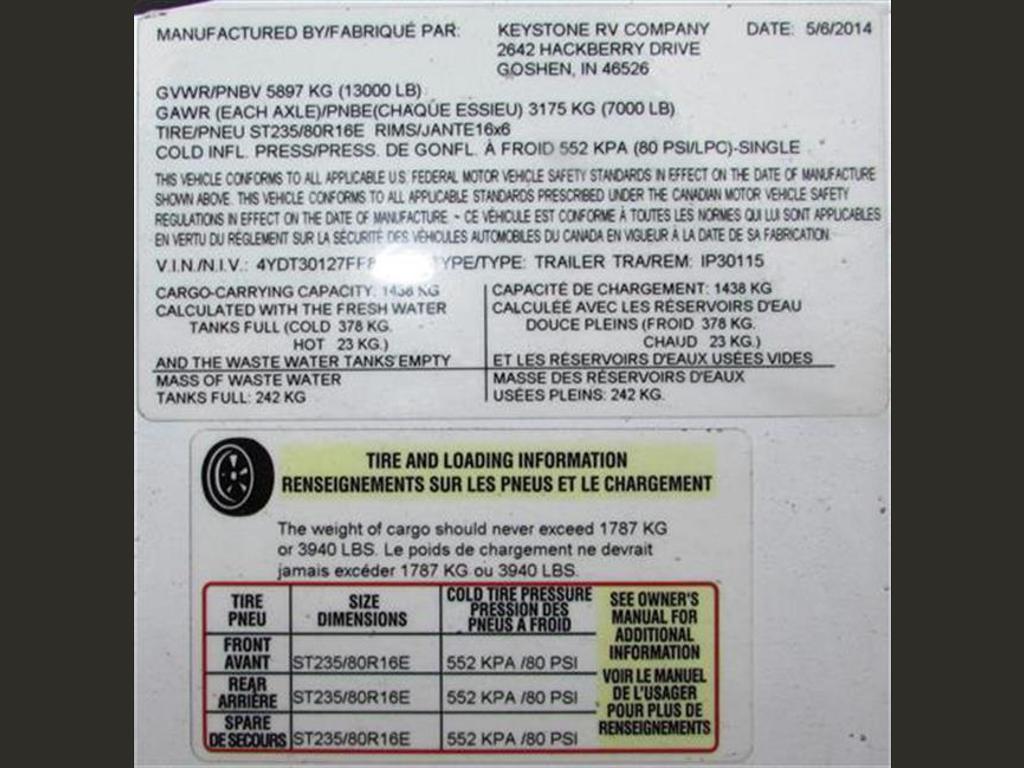 MANUFACTURED BY/FABRIQUÉ PAR: KEYSTONE RV COMPANY DATE: 5/6/2014
2642 HACKBERRY DRIVE
GOSHEN, IN 46526
GVWR/PNBV 5897 KG (13000 LB)
GAWR (EACH AXLE)/PNBE(CHAQUE ESSIEU) 3175 KG (7000 LB)
TIRE/PNEU ST235/80R16E RIMS/JANTE16x6
COLD INFL. PRESS/PRESS. DE GONFL. À FROID 552 KPA (80 PSI/LPC)-SINGLE
THIS VEHICLE CONFORMS TO ALL APPLICABLE U.S. FEDERAL MOTOR VEHICLE SAFETY STANDARDS IN EFFECT ON THE DATE OF MANUFACTURE
SHOWN ABOVE. THIS VEHICLE CONFORMS TO ALL APPLICABLE STANDARDS PRESCRIBED UNDER THE CANADIAN MOTOR VEHICLE SAFETY
REGULATIONS IN EFFECT ON THE DATE OF MANUFACTURE ~ CE VÉHICULE EST CONFORME À TOUTES LES NORMES QUI LUI SONT APPLICABLES
EN VERTU DU RÉGLEMENT SUR LA SÉCURITÉ DES VÉHICULES AUTOMOBILES DU CANADA EN VIGUEUR À LA DATE DE SA FABRICATION.
V.I.N./N.I.V.: 4YDT30127FF TYPE/TYPE: TRAILER TRA/REM: IP30115
CARGO-CARRYING CAPACITY: 1438 KG
CALCULATED WITH THE FRESH WATER
TANKS FULL (COLD 378 KG.
HOT 23 KG.)
AND THE WASTE WATER TANKS EMPTY
MASS OF WASTE WATER
TANKS FULL: 242 KG
CAPACITÉ DE CHARGEMENT: 1438 KG
CALCULÉE AVEC LES RÉSERVOIRS D'EAU
DOUCE PLEINS (FROID 378 KG.
CHAUD 23 KG.)
ET LES RÉSERVOIRS D'EAUX USÉES VIDES
MASSE DES RÉSERVOIRS D'EAUX
USÉES PLEINS: 242 KG.
TIRE AND LOADING INFORMATION
RENSEIGNEMENTS SUR LES PNEUS ET LE CHARGEMENT
The weight of cargo should never exceed 1787 KG
or 3940 LBS. Le poids de chargement ne devrait
jamais excéder 1787 KG ou 3940 LBS.
TIRE
PNEU
SIZE
DIMENSIONS
COLD TIRE PRESSURE
PRESSION DES
PNEUS A FROID
FRONT
AVANT ST235/80R16E 552 KPA /80 PSI
REAR
ARRIÈRE ST235/80R16E 552 KPA /80 PSI
SPARE
DE SECOURS ST235/80R16E 552 KPA /80 PSI
SEE OWNER'S
MANUAL FOR
ADDITIONAL
INFORMATION
VOIR LE MANUEL
DE L'USAGER
POUR PLUS DE
RENSEIGNEMENTS